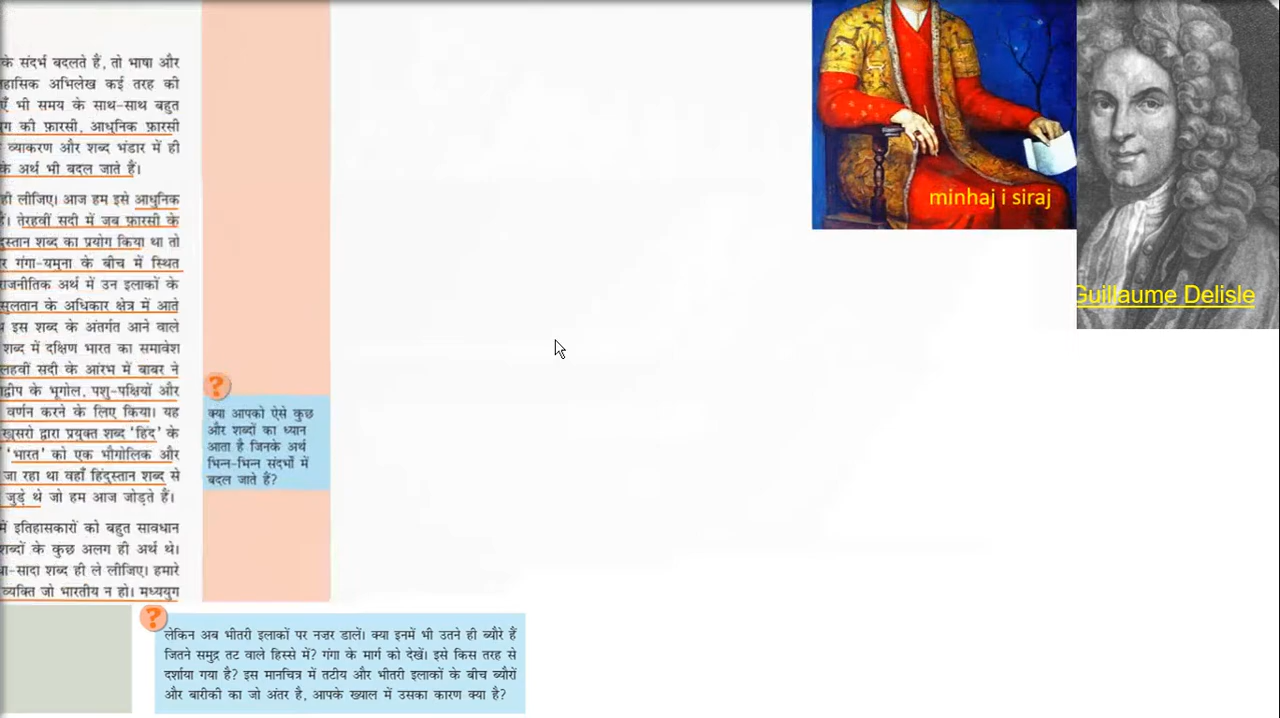 के संदर्भ बदलते हैं, तो भाषा और
हासिक अभिलेख कई तरह की
एँ भी समय के साथ-साथ बहुत
ग की फ़ारसी, आधुनिक फ़ारसी
व्याकरण और शब्द भंडार में ही
के अर्थ भी बदल जाते हैं।
ही लीजिए। आज हम इसे आधुनिक
हैं। तेरहवीं सदी में जब फ़ारसी के
दुस्तान शब्द का प्रयोग किया था तो
र गंगा-यमुना के बीच में स्थित
राजनीतिक अर्थ में उन इलाकों के
सुलतान के अधिकार क्षेत्र में आते
इस शब्द के अंतर्गत आने वाले
शब्द में दक्षिण भारत का समावेश
लहवीं सदी के आरंभ में बाबर ने
द्वीप के भूगोल, पशु-पक्षियों और
वर्णन करने के लिए किया। यह
खुसरो द्वारा प्रयुक्त शब्द 'हिंद' के
'भारत' को एक भौगोलिक और
जा रहा था वहाँ हिंदुस्तान शब्द से
जुड़े थे जो हम आज जोड़ते हैं।
में इतिहासकारों को बहुत सावधान
शब्दों के कुछ अलग ही अर्थ थे।
धा-सादा शब्द ही ले लीजिए। हमारे
व्यक्ति जो भारतीय न हो। मध्ययुग
?
क्या आपको ऐसे कुछ
और शब्दों का ध्यान
आता है जिनके अर्थ
भिन्न-भिन्न संदर्भों में
बदल जाते हैं?
?
लेकिन अब भीतरी इलाकों पर नज़र डालें। क्या इनमें भी उतने ही ब्यौरे हैं
जितने समुद्र तट वाले हिस्से में? गंगा के मार्ग को देखें। इसे किस तरह से
दर्शाया गया है? इस मानचित्र में तटीय और भीतरी इलाकों के बीच ब्यौरों
और बारीकी का जो अंतर है, आपके ख्याल में उसका कारण क्या है?
minhaj i siraj
Guillaume Delisle